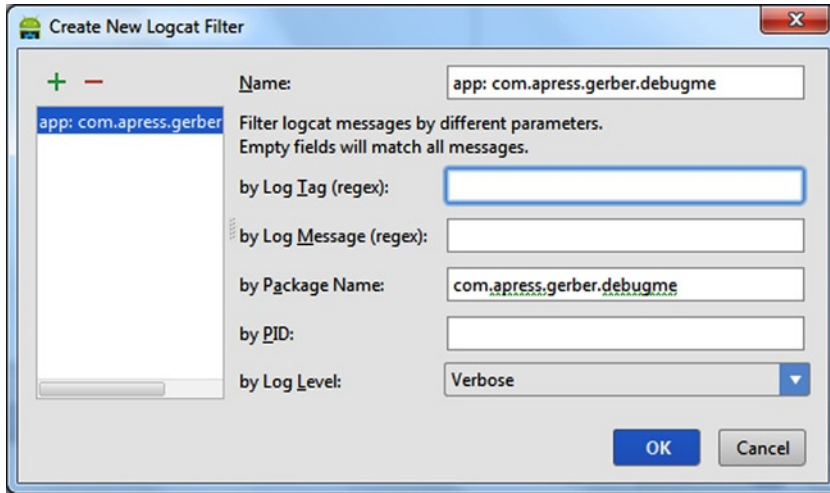 Create New Logcat Filter
Name:
app: com.apress.gerber.debugme
app: com.apress.gerber
Filter logcat messages by different parameters.
Empty fields will match all messages.
by Log Tag (regex):
by Log Message (regex):
by Package Name:
com.apress.gerber.debugme
by PID:
by Log Level:
Verbose
OK
Cancel